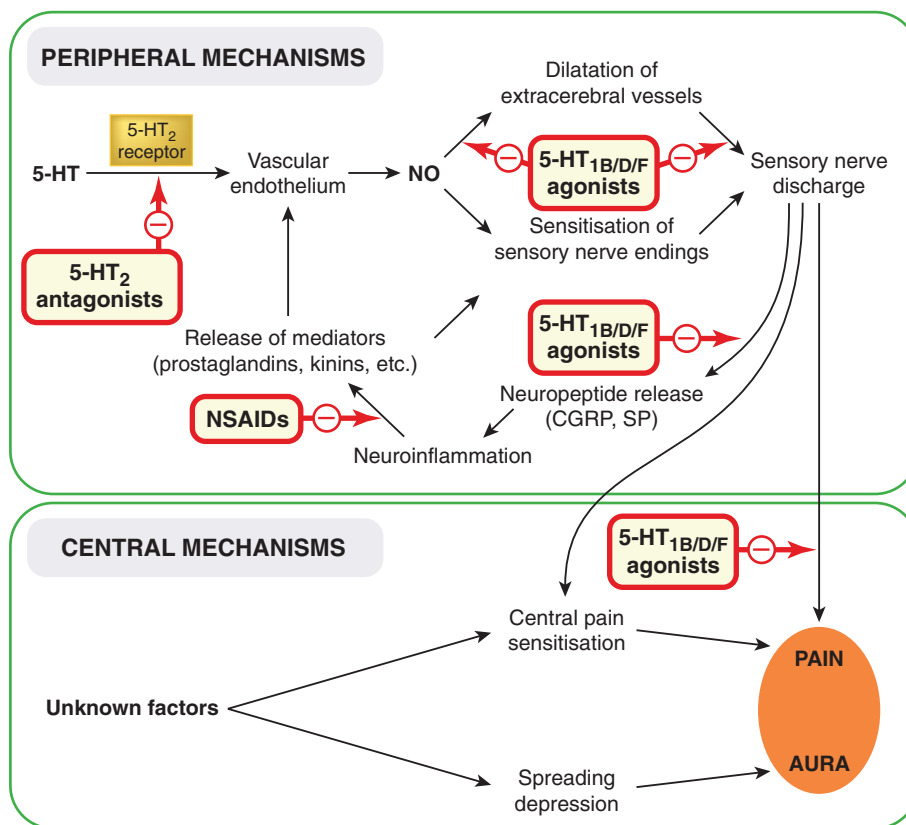 PERIPHERAL MECHANISMS
Dilatation of
extracerebral vessels
5-HT2
receptor
5-HT
Vascular
endothelium
NO
5-HT1B/D/F
agonists
Sensory nerve
discharge
−
−
−
Sensitisation of
sensory nerve endings
5-HT2
antagonists
Release of mediators
(prostaglandins, kinins, etc.)
5-HT1B/D/F
agonists
−
Neuropeptide release
(CGRP, SP)
NSAIDs
−
Neuroinflammation
CENTRAL MECHANISMS
5-HT1B/D/F
agonists
−
Central pain
sensitisation
PAIN
Unknown factors
AURA
Spreading
depression